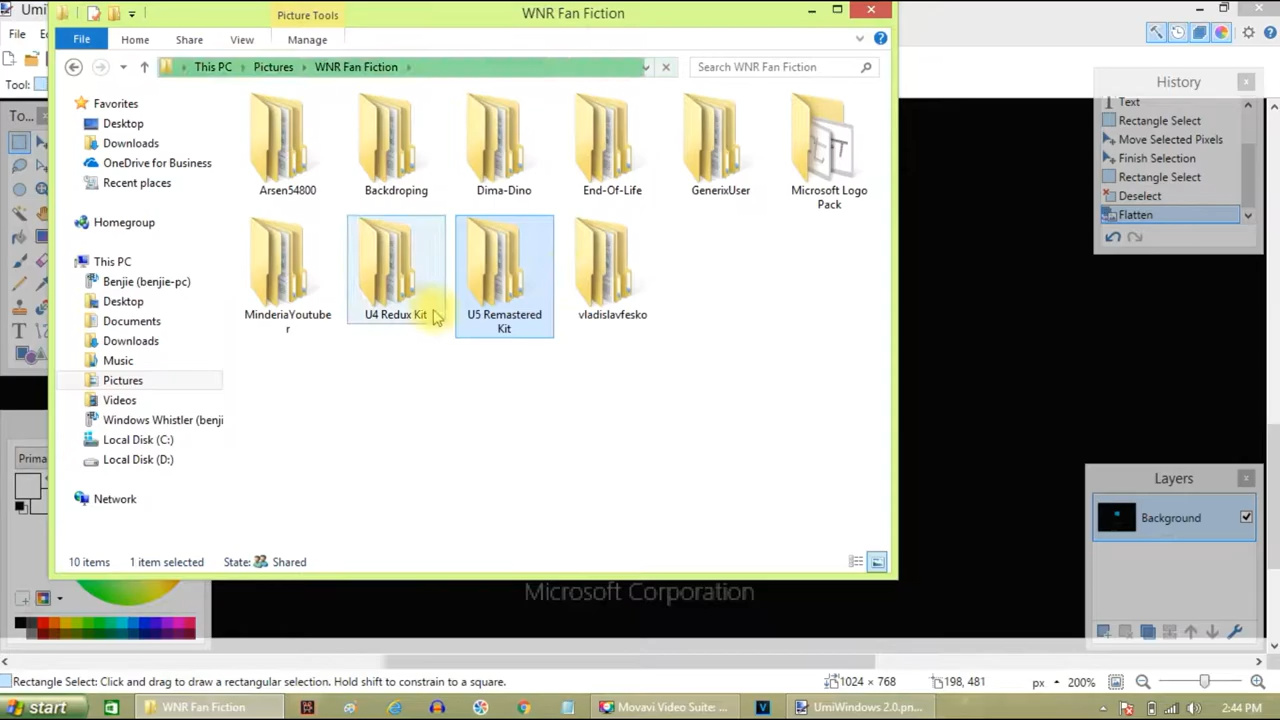 Umi
Picture Tools
WNR Fan Fiction
File
File
Home
Share
View
Manage
This PC
Pictures
WNR Fan Fiction
Search WNR Fan Fiction
Tool:
History
Text
Rectangle Select
Move Selected Pixels
Finish Selection
Rectangle Select
Deselect
Flatten
To...
Favorites
Desktop
Downloads
OneDrive for Business
Recent places
Homegroup
This PC
Benjie (benjie-pc)
Desktop
Documents
Downloads
Music
Pictures
Videos
Windows Whistler (benji
Local Disk (C:)
Local Disk (D:)
Network
Arsen54800
Backdroping
Dima-Dino
End-Of-Life
GenerixUser
Microsoft Logo
Pack
MinderiaYoutube
r
U4 Redux Kit
U5 Remastered
Kit
vladislavfesko
Prima
Layers
Background
10 items
1 item selected
State:
Shared
Microsoft Corporation
Rectangle Select: Click and drag to draw a rectangular selection. Hold shift to constrain to a square.
1024 × 768
198, 481
px
200%
start
WNR Fan Fiction
Movavi Video Suite: ...
UmiWindows 2.0.pn...
2:44 PM